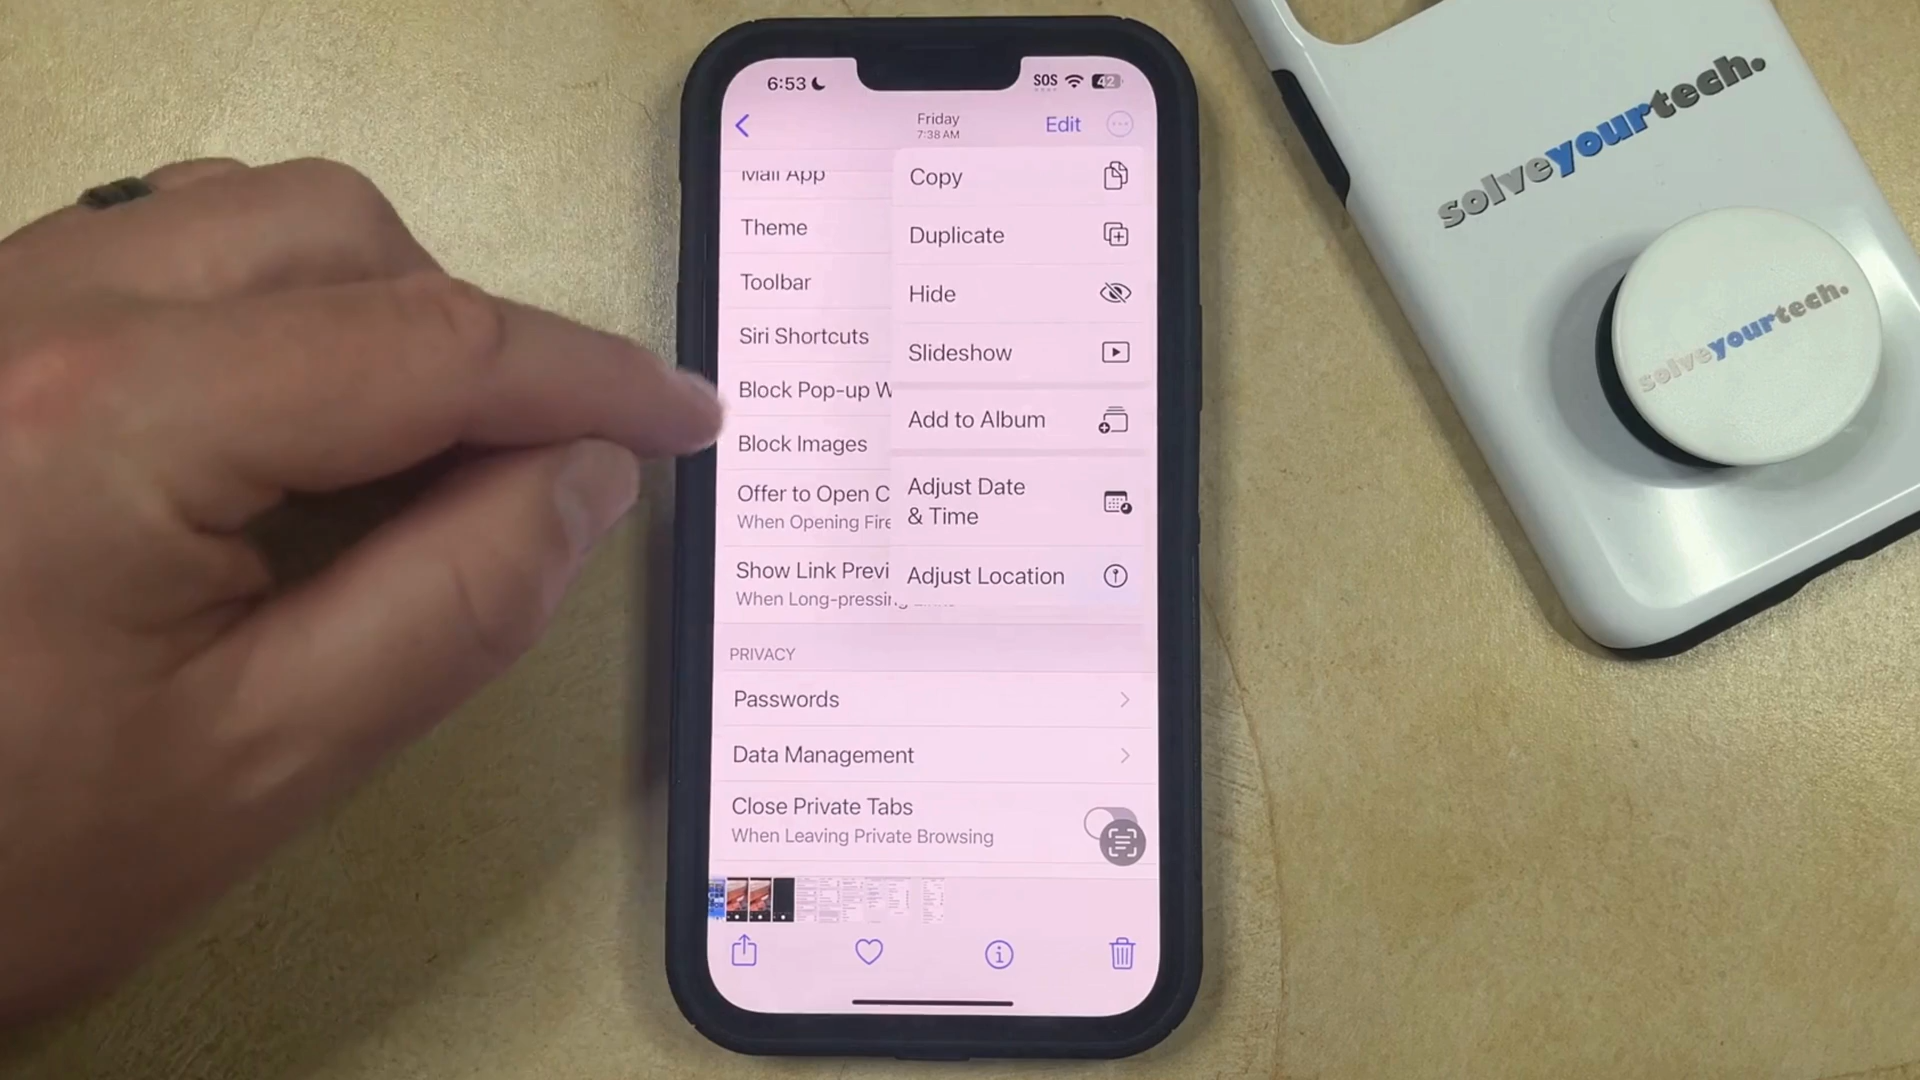 6:53
SOS
42
Friday
7:38 AM
Edit
Mail App
Theme
Toolbar
Siri Shortcuts
Block Pop-up W
Block Images
Offer to Open C
When Opening Fire
Show Link Previ
When Long-pressing Links
Copy
Duplicate
Hide
Slideshow
Add to Album
Adjust Date
& Time
Adjust Location
PRIVACY
Passwords
Data Management
Close Private Tabs
When Leaving Private Browsing
solveyourtech.
solveyourtech.